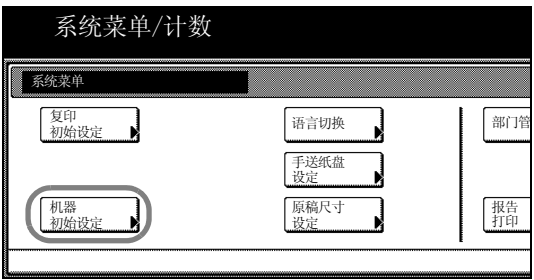 系统菜单/计数
系统菜单
复印
初始设定
语言切换
部门管
手送纸盘
设定
机器
初始设定
原稿尺寸
设定
报告
打印